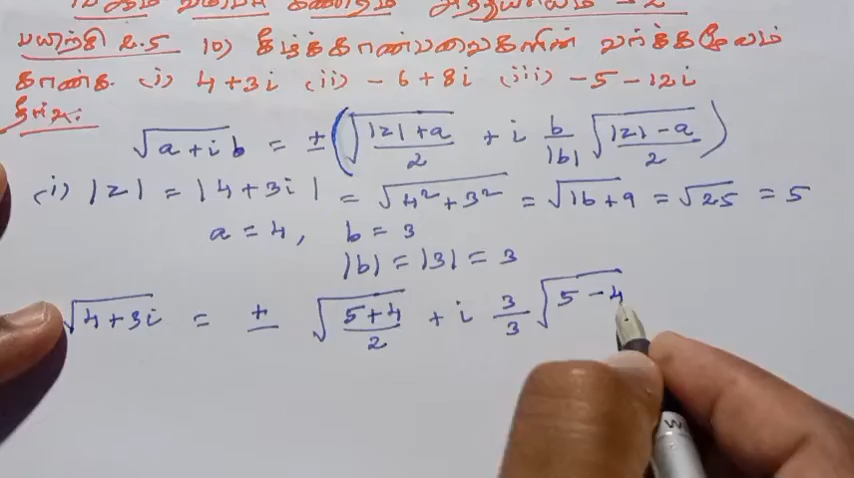 பயிற்சி 2.5 10) கீழ்க்காண்பவைகளின் வர்க்கமூலம்
காண்க. (i) 4+3i (ii) -6+8i (iii) -5-12i
தீர்வு:
√(a+ib) = ±(√((|z|+a)/2) + i b/|b| √((|z|-a)/2))
(i) |z| = |4+3i| = √(4²+3²) = √(16+9) = √25 = 5
a = 4, b = 3
|b| = |3| = 3
√(4+3i) = ± √((5+4)/2) + i 3/3 √(5-4